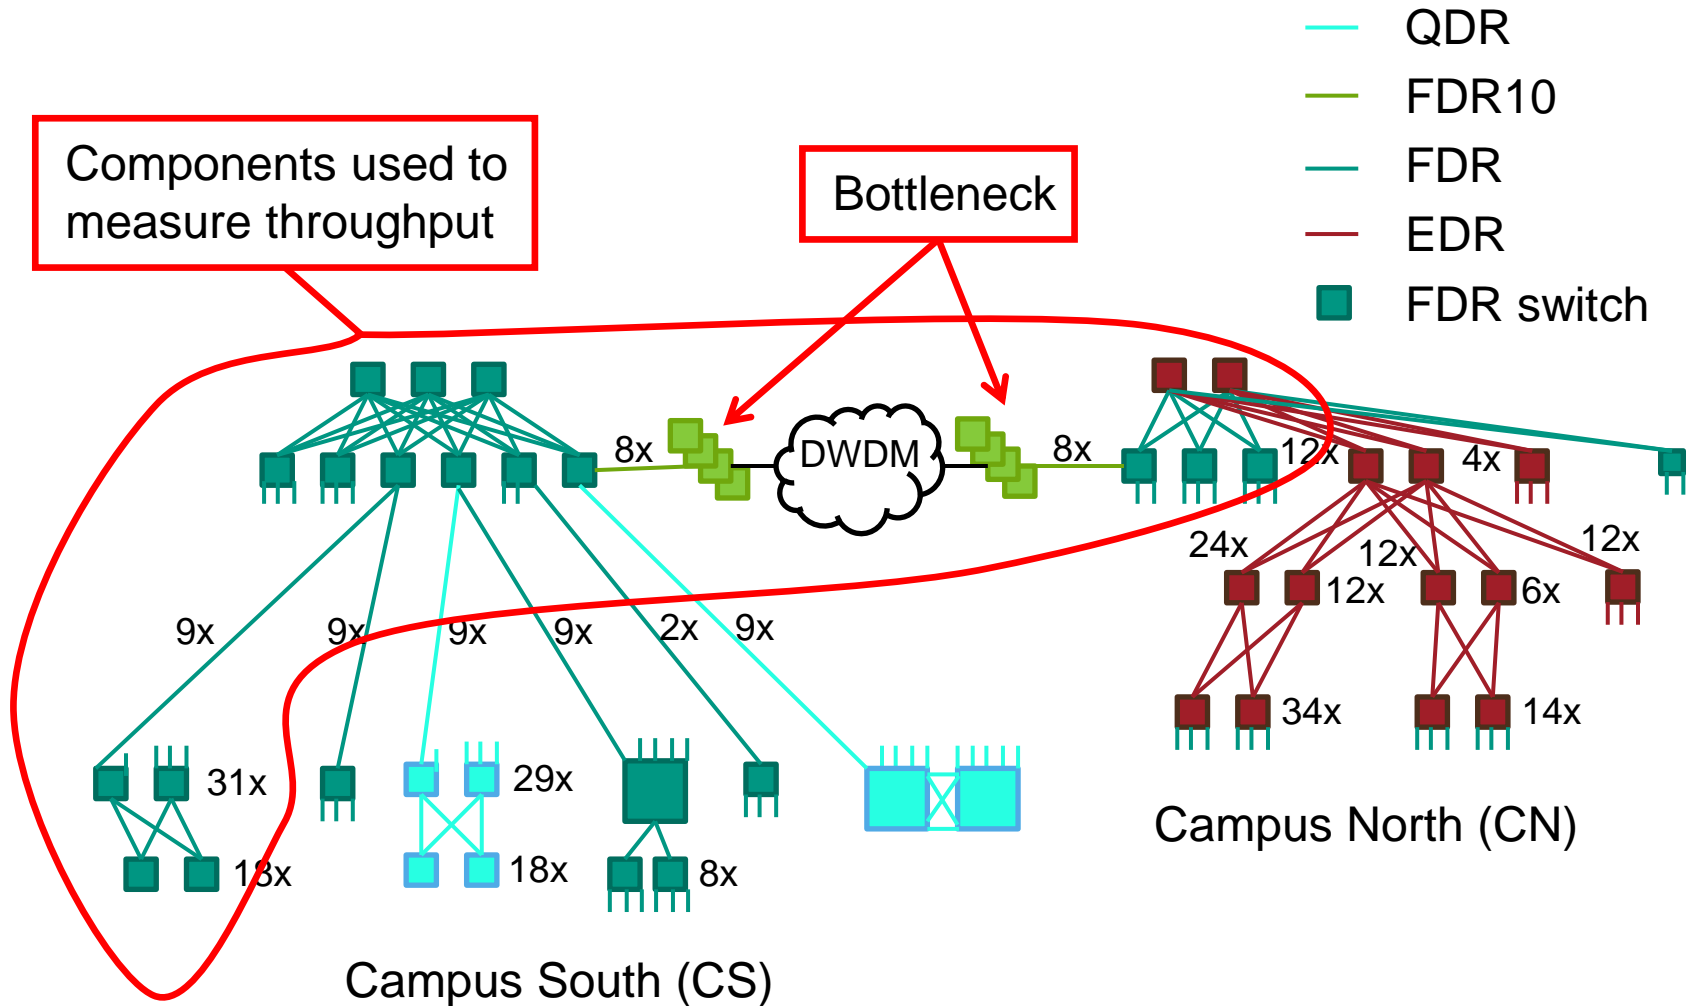 QDR
FDR10
FDR
EDR
FDR switch
Components used to
measure throughput
Bottleneck
8x
DWDM
8x
12x
4x
24x
12x
12x
12x
6x
9x
9x
9x
9x
2x
9x
34x
14x
31x
29x
18x
18x
8x
Campus North (CN)
Campus South (CS)